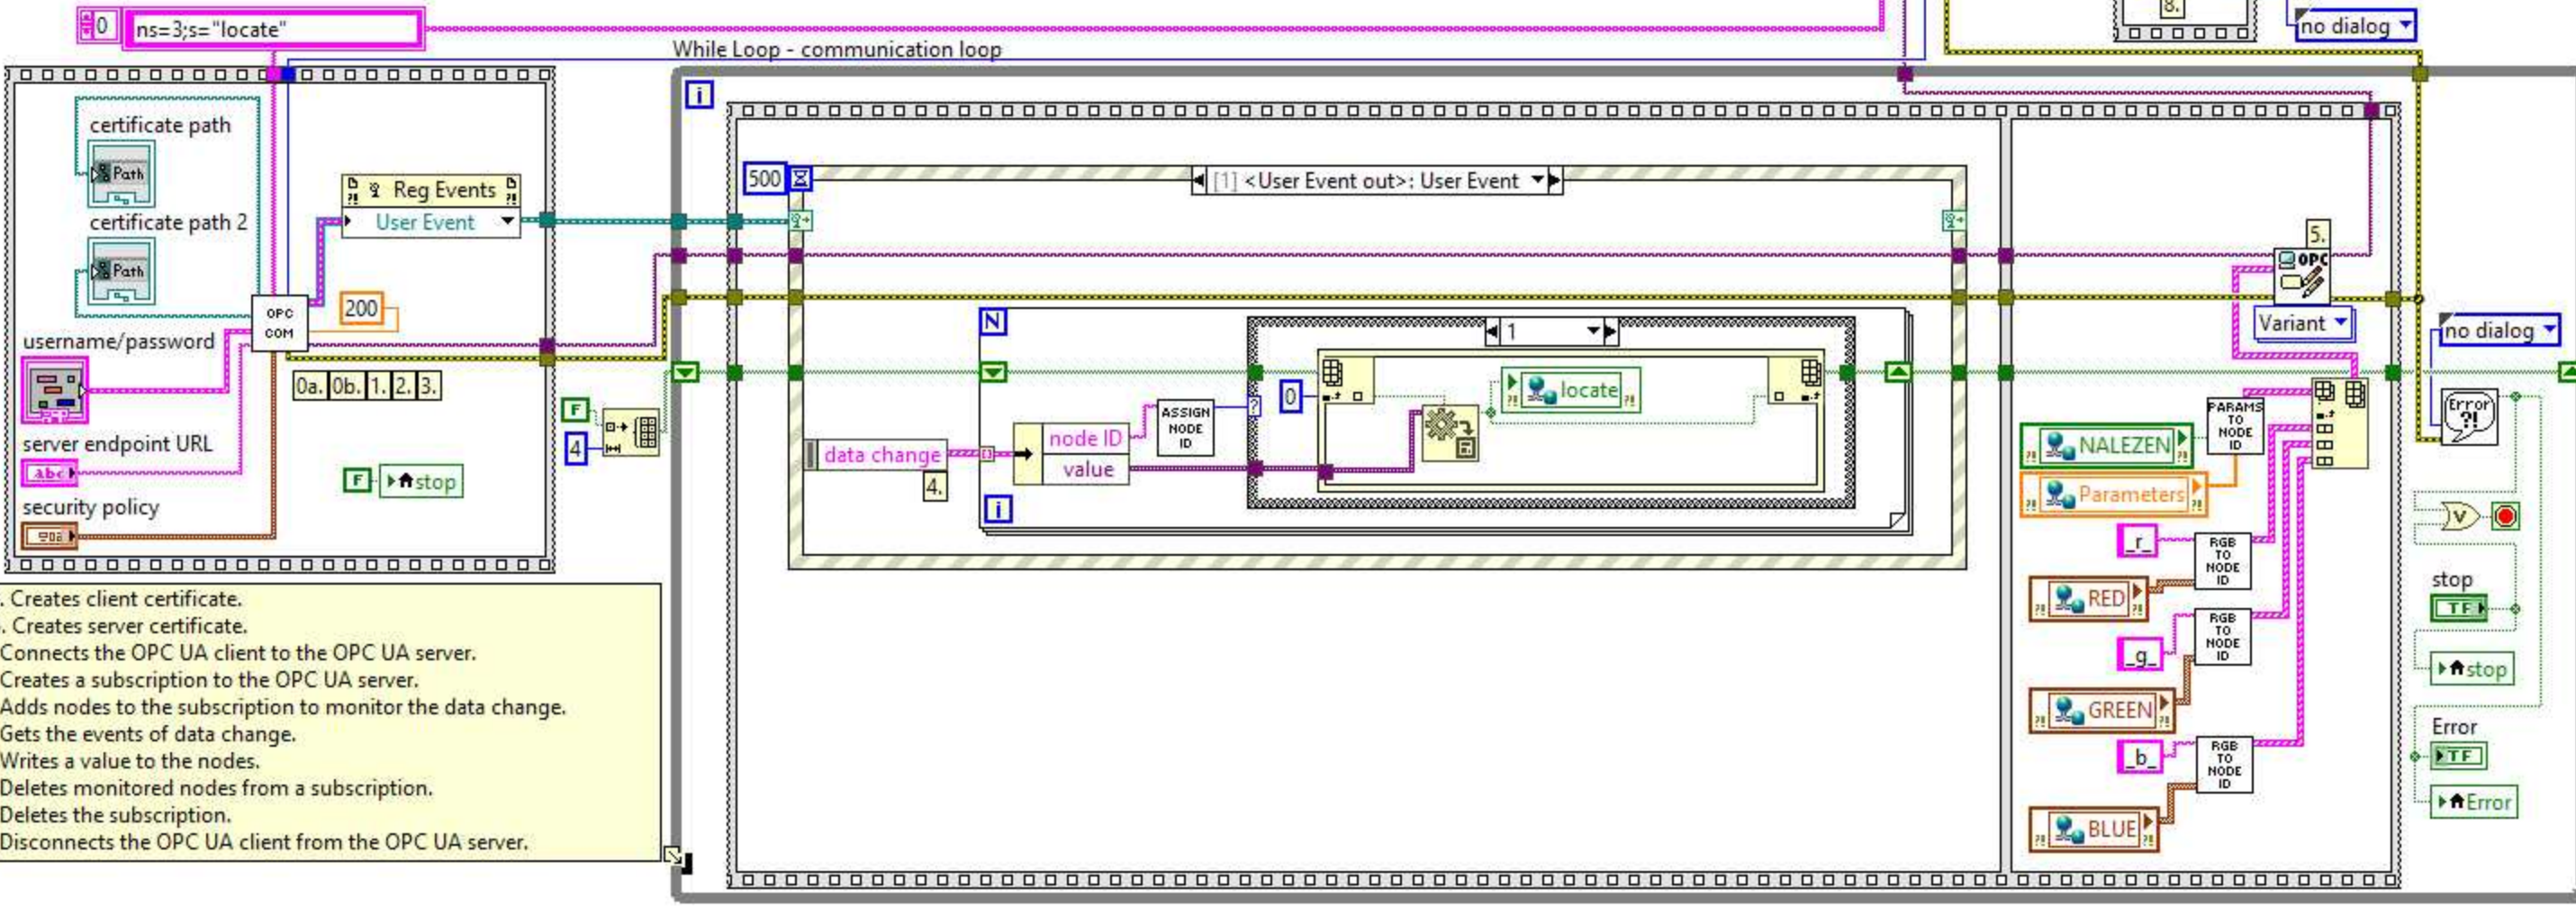 0
ns=3;s="locate"
8.
no dialog
While Loop - communication loop
i
certificate path
Path
certificate path 2
Path
Reg Events
User Event
200
OPC
COM
username/password
0a. 0b. 1. 2. 3.
server endpoint URL
Abc
F
stop
security policy
F
4
500
[1] <User Event out>: User Event
N
1
data change
4.
node ID
value
ASSIGN
NODE
ID
?
0
locate
i
5.
OPC
Variant
no dialog
Error
?!
NALEZEN
Parameters
PARAMS
TO
NODE
ID
_r_
RGB
TO
NODE
ID
RED
_g_
RGB
TO
NODE
ID
GREEN
_b_
RGB
TO
NODE
ID
BLUE
V
stop
TF
stop
Error
TF
Error
. Creates client certificate.
. Creates server certificate.
Connects the OPC UA client to the OPC UA server.
Creates a subscription to the OPC UA server.
Adds nodes to the subscription to monitor the data change.
Gets the events of data change.
Writes a value to the nodes.
Deletes monitored nodes from a subscription.
Deletes the subscription.
Disconnects the OPC UA client from the OPC UA server.